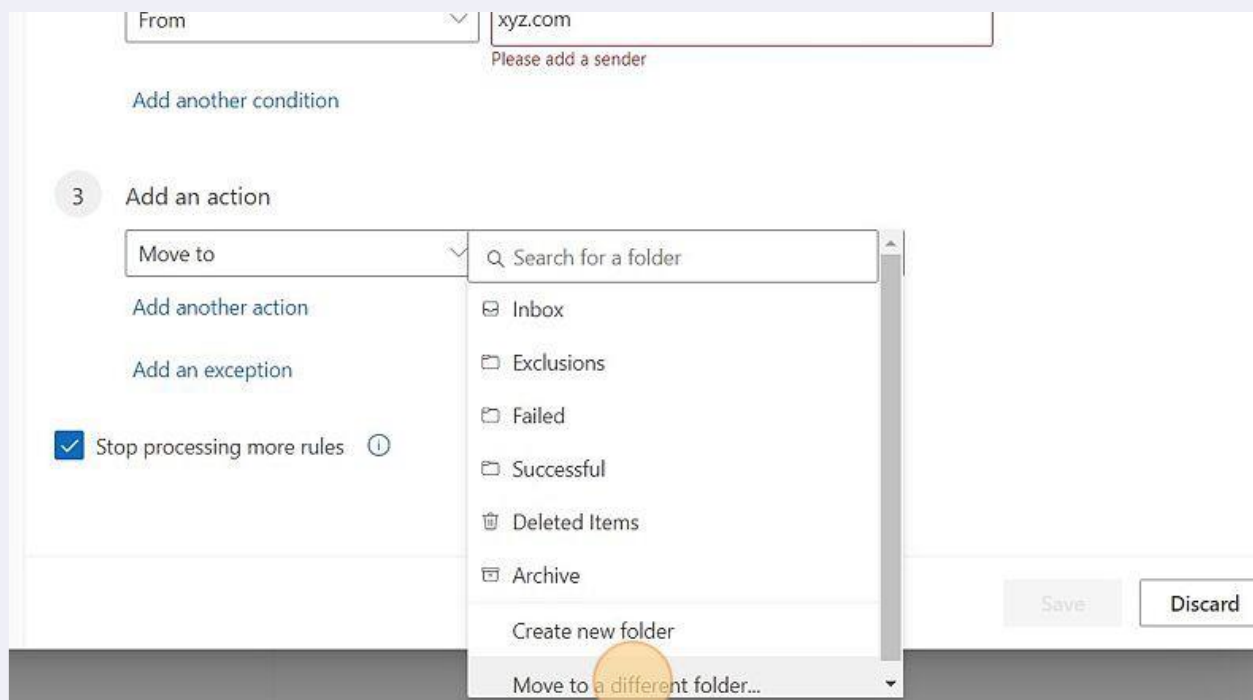 From
xyz.com
Please add a sender
Add another condition
3 Add an action
Move to
Search for a folder
Add another action
Inbox
Add an exception
Exclusions
Failed
Stop processing more rules
Successful
Deleted Items
Archive
Save
Discard
Create new folder
Move to a different folder...